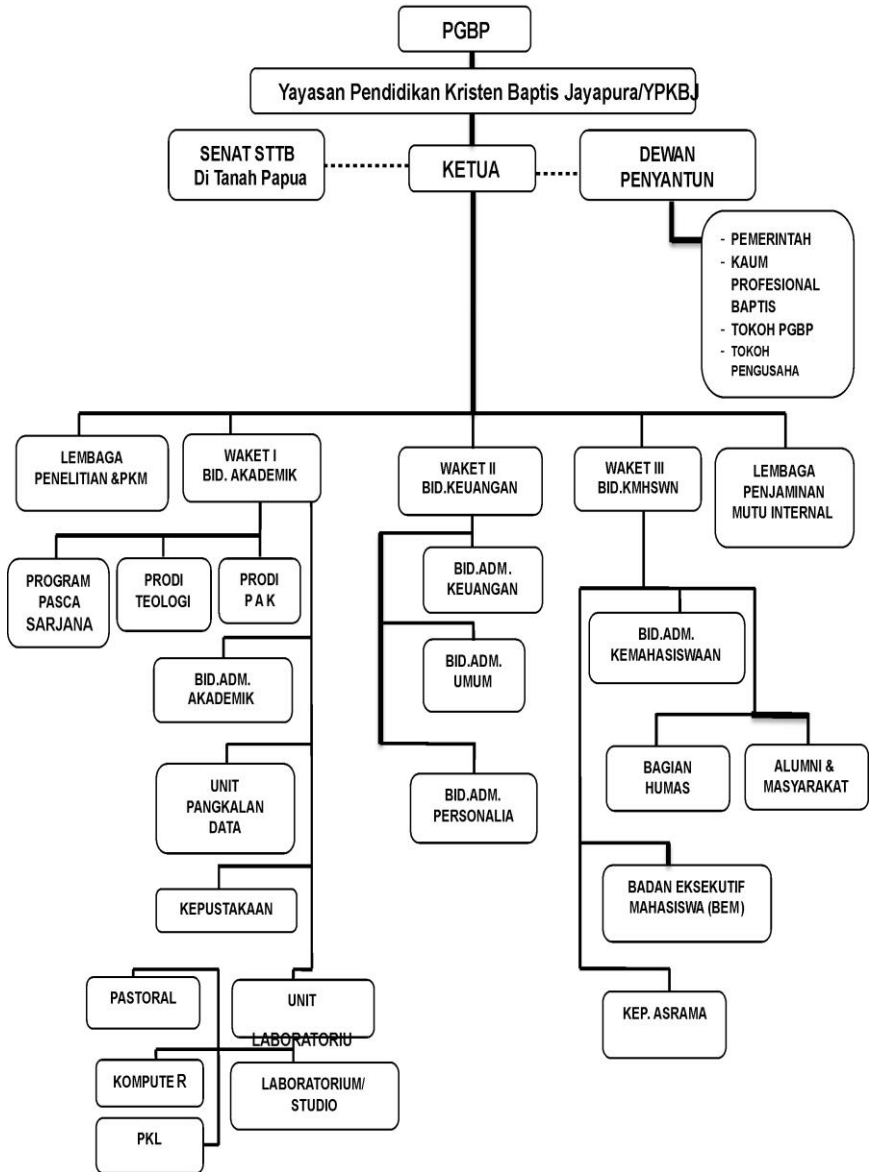 PGBP
Yayasan Pendidikan Kristen Baptis Jayapura/YPKBJ
SENAT STTB
Di Tanah Papua
KETUA
DEWAN
PENYANTUN
- PEMERINTAH
- KAUM
PROFESIONAL
BAPTIS
- TOKOH PGBP
- TOKOH
PENGUSAHA
LEMBAGA
PENELITIAN &PKM
WAKET I
BID. AKADEMIK
WAKET II
BID.KEUANGAN
WAKET III
BID.KMHSWN
LEMBAGA
PENJAMINAN
MUTU INTERNAL
PROGRAM
PASCA
SARJANA
PRODI
TEOLOGI
PRODI
P A K
BID.ADM.
KEUANGAN
BID.ADM.
KEMAHASISWAAN
BID.ADM.
AKADEMIK
BID.ADM.
UMUM
BAGIAN
HUMAS
ALUMNI &
MASYARAKAT
UNIT
PANGKALAN
DATA
BID.ADM.
PERSONALIA
KEPUSTAKAAN
BADAN EKSEKUTIF
MAHASISWA (BEM)
PASTORAL
UNIT
LABORATORIU
KEP. ASRAMA
KOMPUTE R
LABORATORIUM/
STUDIO
PKL